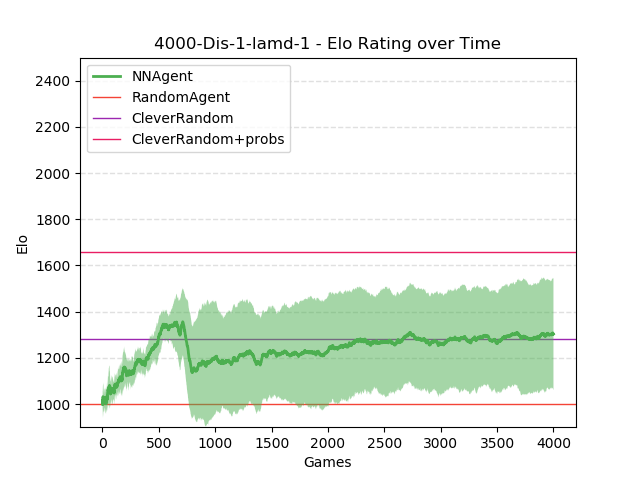 4000-Dis-1-lamd-1 - Elo Rating over Time
NNAgent
RandomAgent
CleverRandom
CleverRandom+probs
2400
2200
2000
1800
1600
1400
1200
1000
Elo
0 500 1000 1500 2000 2500 3000 3500 4000
Games